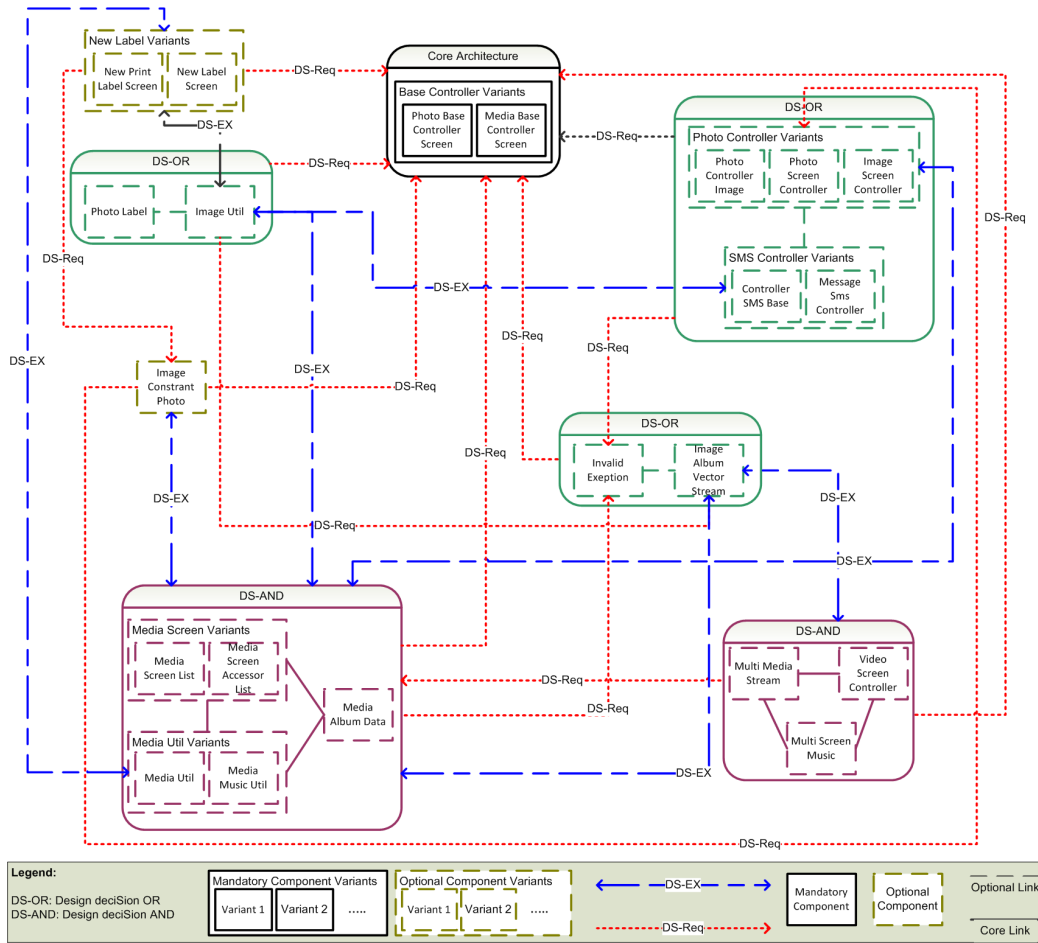 New Label Variants
New Print
Label Screen
New Label
Screen
DS-Req
Core Architecture
Base Controller Variants
Photo Base
Controller
Screen
Media Base
Controller
Screen
DS-OR
Photo Controller Variants
Photo
Controller
Image
Photo
Screen
Controller
Image
Screen
Controller
DS-Req
DS-EX
DS-OR
DS-Req
Photo Label
Image Util
DS-Req
DS-Req
SMS Controller Variants
Controller
SMS Base
Message
Sms
Controller
DS-EX
DS-EX
DS-EX
DS-Req
Image
Constrant
Photo
DS-Req
DS-Req
DS-Req
DS-OR
Invalid
Exeption
Image
Album
Vector
Stream
DS-EX
DS-EX
DS-Req
DS-EX
DS-AND
Media Screen Variants
Media
Screen List
Media
Screen
Accessor
List
Media
Album Data
Media Util Variants
Media Util
Media
Music Util
DS-Req
DS-Req
DS-EX
DS-AND
Multi Media
Stream
Video
Screen
Controller
Multi Screen
Music
DS-Req
Legend:
DS-OR: Design deciSion OR
DS-AND: Design deciSion AND
Mandatory Component Variants
Variant 1
Variant 2
.....
Optional Component Variants
Variant 1
Variant 2
.....
DS-EX
DS-Req
Mandatory
Component
Optional
Component
Optional Link
Core Link